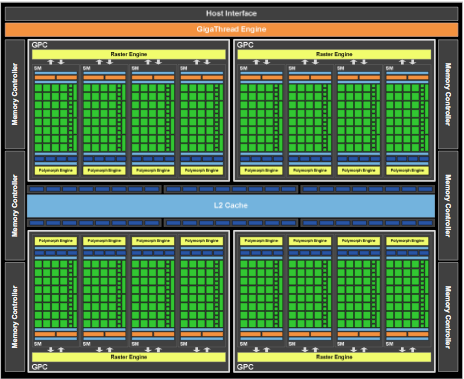 Host Interface
GigaThread Engine
GPC
GPC
Raster Engine
Raster Engine
SM
SM
SM
SM
SM
SM
SM
SM
Memory Controller
Memory Controller
Polymorph Engine
Polymorph Engine
Polymorph Engine
Polymorph Engine
Polymorph Engine
Polymorph Engine
Polymorph Engine
Polymorph Engine
Memory Controller
L2 Cache
Memory Controller
Polymorph Engine
Polymorph Engine
Polymorph Engine
Polymorph Engine
Polymorph Engine
Polymorph Engine
Polymorph Engine
Polymorph Engine
Memory Controller
Memory Controller
SM
SM
SM
SM
SM
SM
SM
SM
Raster Engine
Raster Engine
GPC
GPC